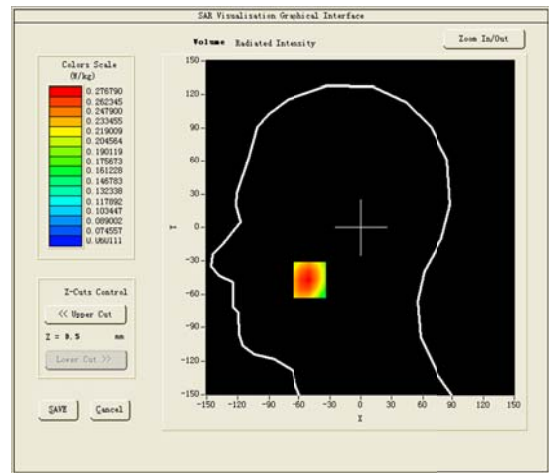 SAR Visualisation Graphical Interface
Volume Radiated Intensity
Zoom In/Out
Colors Scale
(W/kg)
0.276790
0.262345
0.247900
0.233455
0.219009
0.204564
0.190119
0.175673
0.161228
0.146783
0.132338
0.117892
0.103447
0.089002
0.074557
0.060111
Z-Cuts Control
<< Upper Cut
Z = 0.5 mm
Lower Cut >>
SAVE Cancel
150
120
90
60
30
0
-30
-60
-90
-120
-150
Y
-150 -120 -90 -60 -30 0 30 60 90 120 150
X